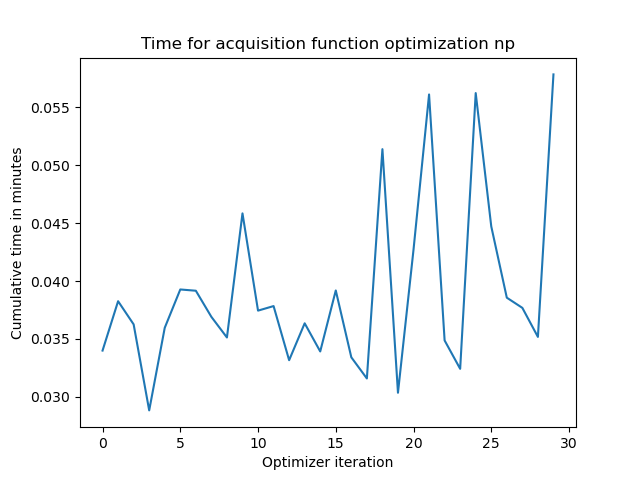 Time for acquisition function optimization np
0.055
0.050
0.045
0.040
0.035
0.030
Cumulative time in minutes
0 5 10 15 20 25 30
Optimizer iteration